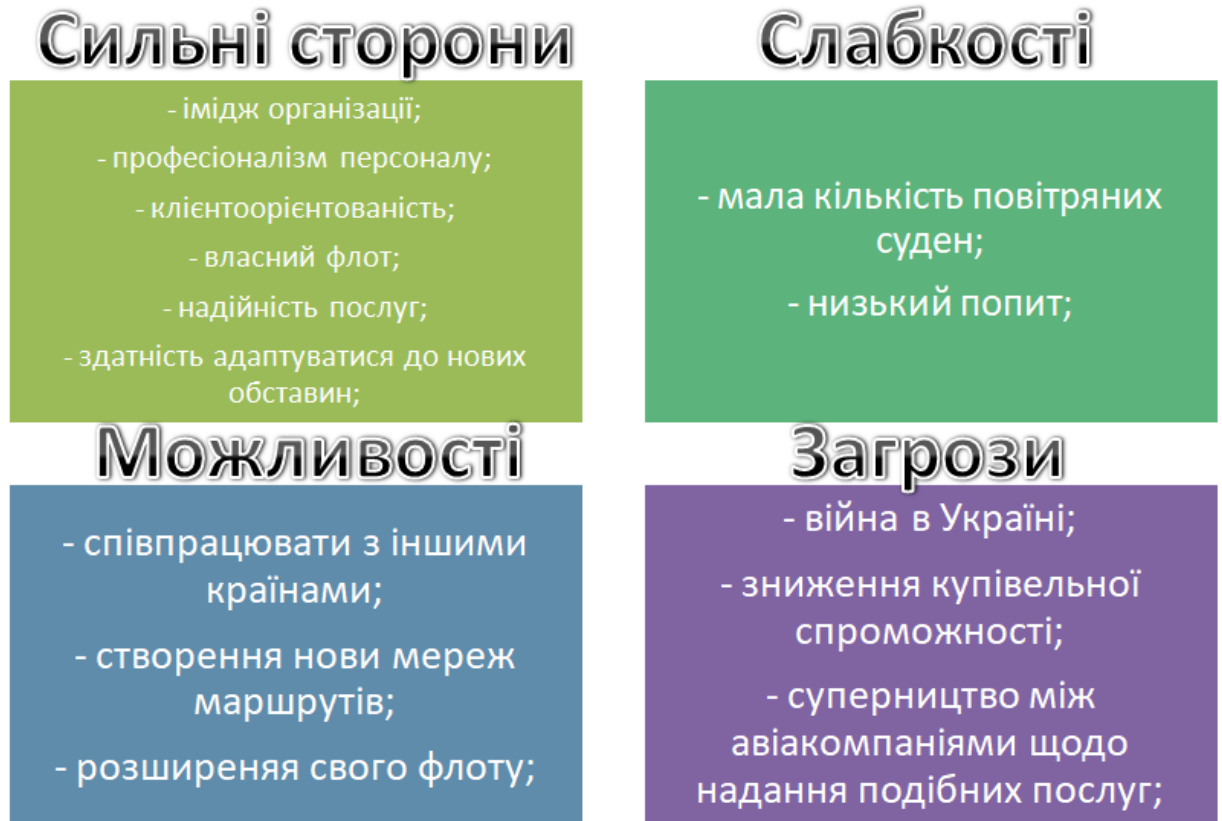 Сильні сторони
- імідж організації;
- професіоналізм персоналу;
- клієнтоорієнтованість;
- власний флот;
- надійність послуг;
- здатність адаптуватися до нових
обставин;
Слабкості
- мала кількість повітряних
суден;
- низький попит;
Можливості
- співпрацювати з іншими
країнами;
- створення нови мереж
маршрутів;
- розширеняя свого флоту;
Загрози
- війна в Україні;
- зниження купівельної
спроможності;
- суперництво між
авіакомпаніями щодо
надання подібних послуг;